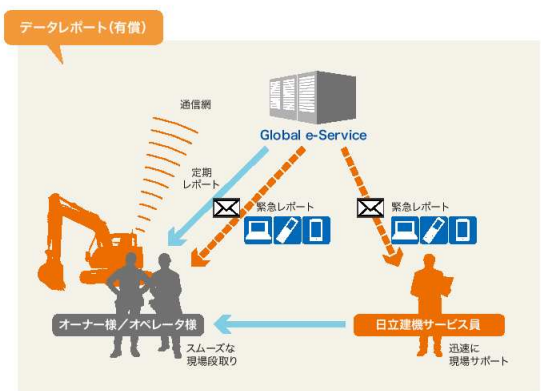 データレポート(有償)
通信網
Global e-Service
定期
レポート
緊急レポート
緊急レポート
オーナー様/オペレータ様
日立建機サービス員
スムーズな
現場段取り
迅速に
現場サポート